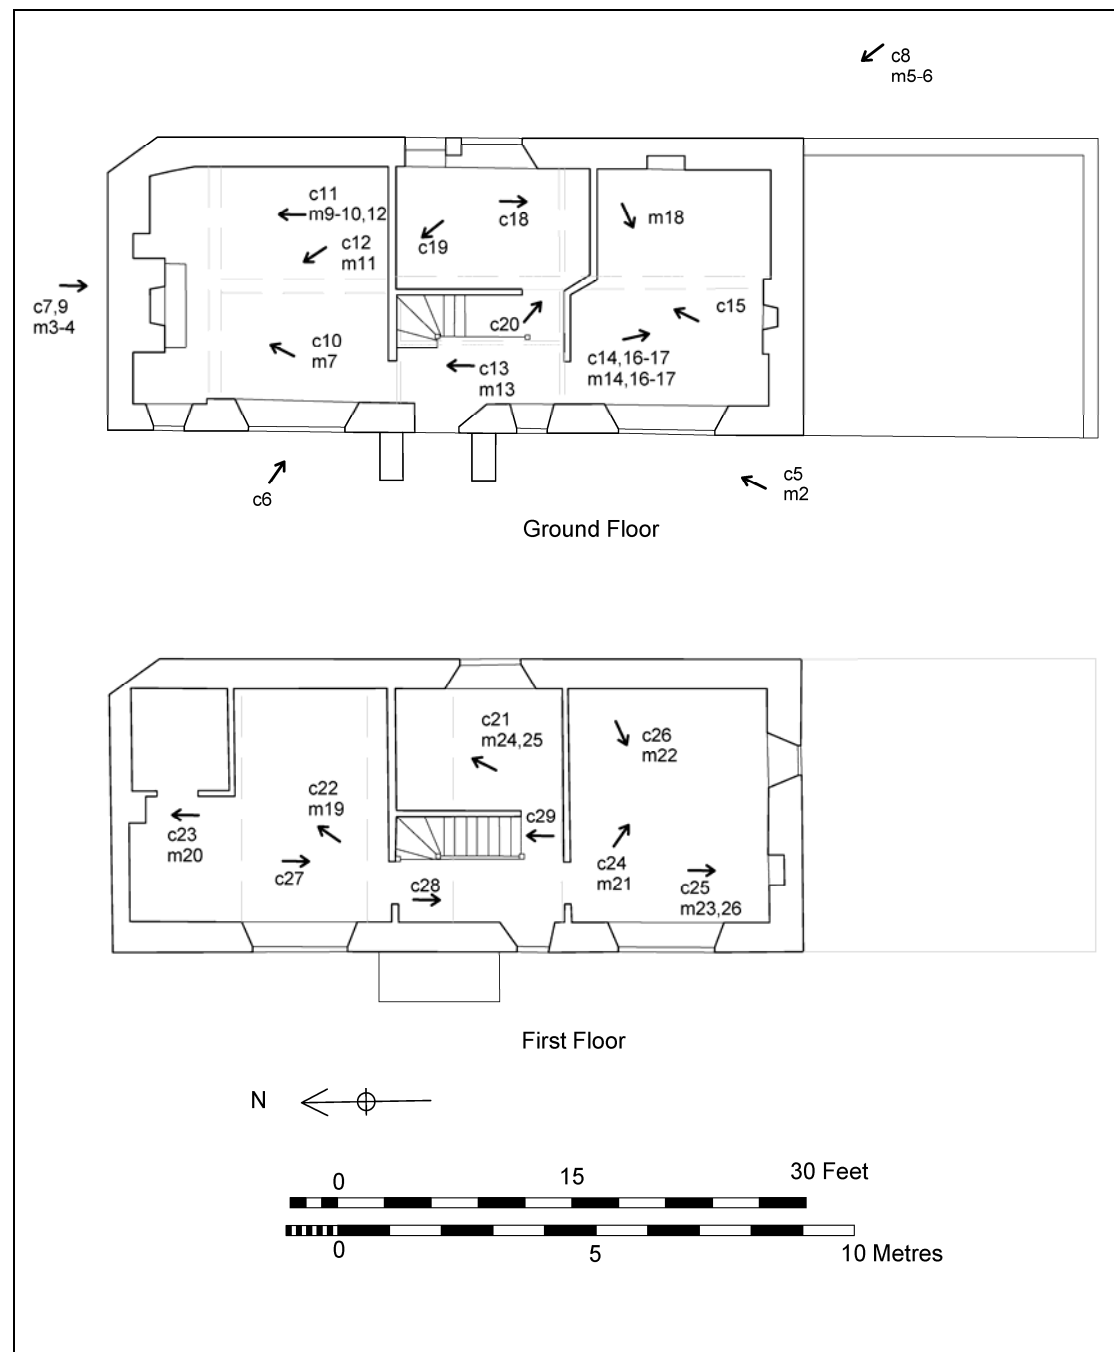 c8
m5-6
c11
m9-10,12
c18
m18
c19
c12
m11
c7,9
m3-4
c15
c20
c10
m7
c14,16-17
m14,16-17
c13
m13
c6
c5
m2
Ground Floor
c21
m24,25
c26
m22
c22
m19
c29
c23
m20
c24
m21
c27
c28
c25
m23,26
First Floor
N
0 15 30 Feet
0 5 10 Metres